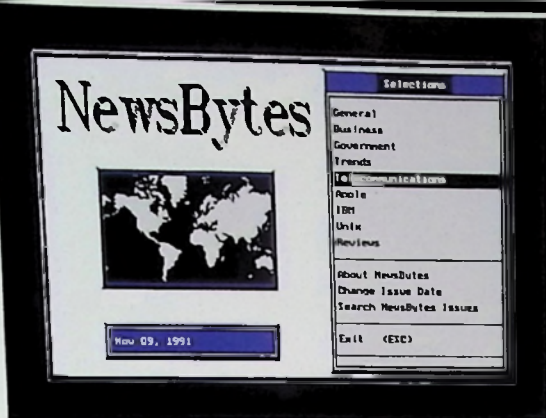 NewsBytes
Nov 09, 1991
Selections
General
Business
Government
Trends
Telecommunications
Apple
IBM
Unix
Reviews
About NewsBytes
Change Issue Date
Search NewsBytes Issues
Exit (ESC)